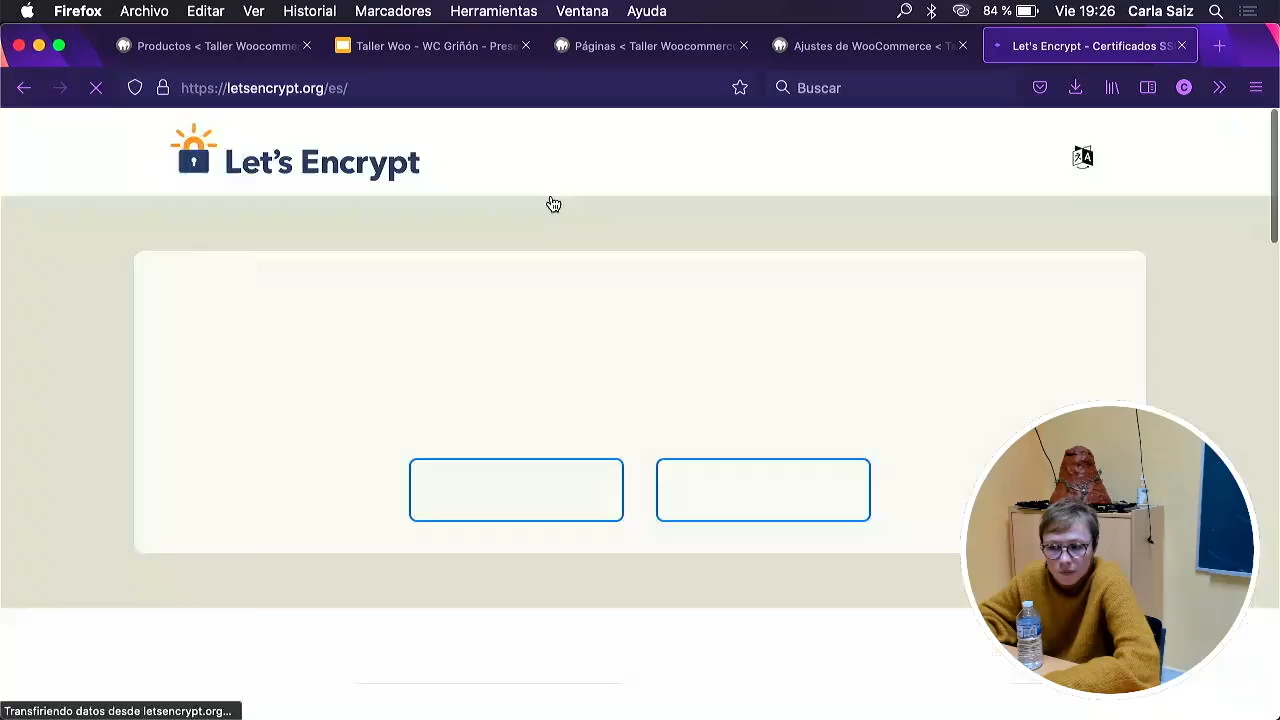 Firefox Archivo Editar Ver Historial Marcadores Herramientas Ventana Ayuda 84 % Vie 19:26 Carla Saiz
Productos < Taller Woocomme
Taller Woo - WC Griñón - Prese
Páginas < Taller Woocommerc
Ajustes de WooCommerce < Ta
Let's Encrypt - Certificados SS
https://letsencrypt.org/es/
Buscar
C
Let's Encrypt
Transfiriendo datos desde letsencrypt.org...